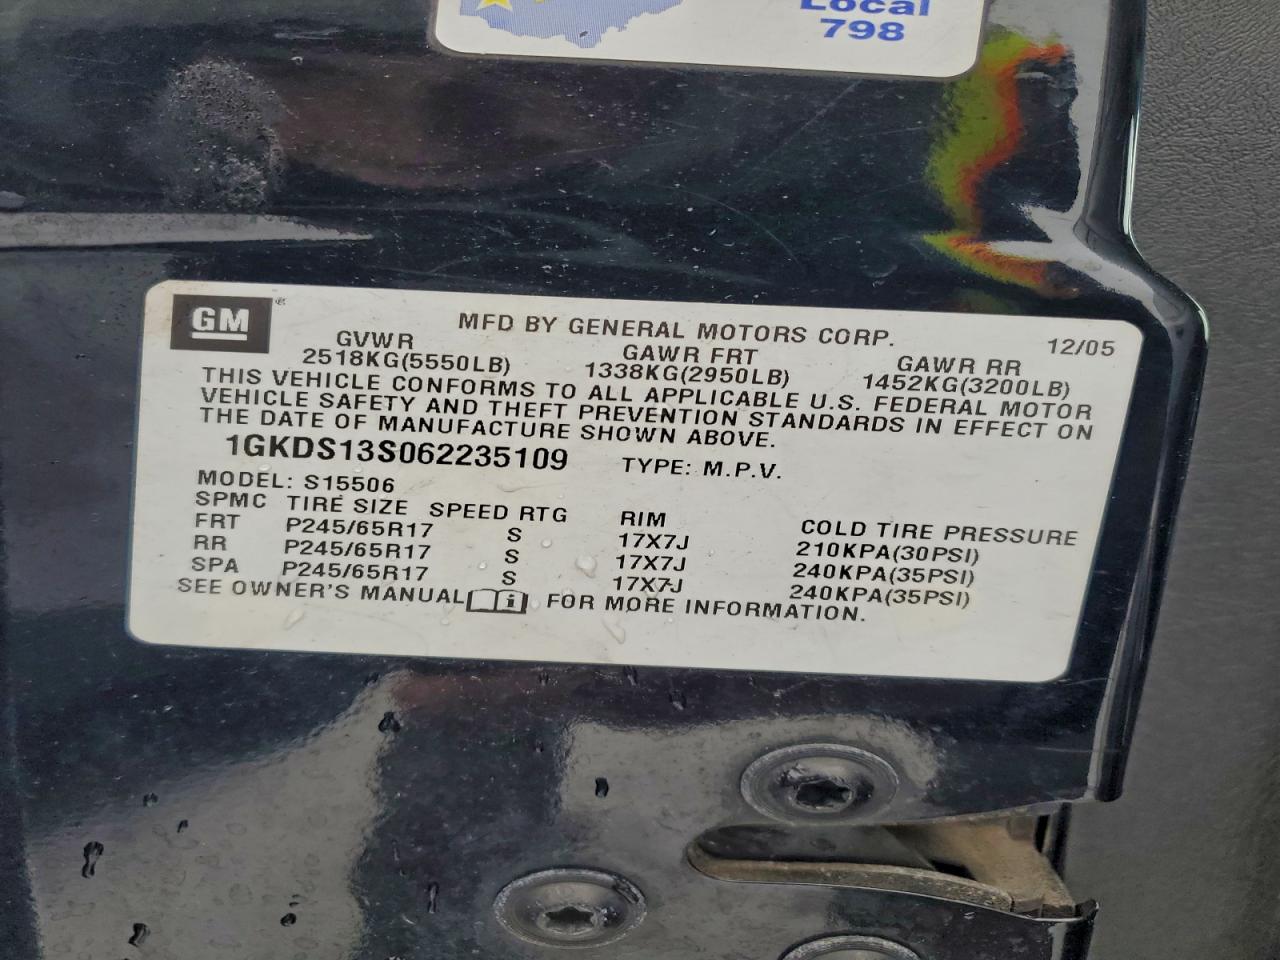 Local
798
GM ®
MFD BY GENERAL MOTORS CORP. 12/05
GVWR GAWR FRT GAWR RR
2518KG(5550LB) 1338KG(2950LB) 1452KG(3200LB)
THIS VEHICLE CONFORMS TO ALL APPLICABLE U.S. FEDERAL MOTOR
VEHICLE SAFETY AND THEFT PREVENTION STANDARDS IN EFFECT ON
THE DATE OF MANUFACTURE SHOWN ABOVE.
1GKDS13S062235109 TYPE: M.P.V.
MODEL: S15506
SPMC TIRE SIZE SPEED RTG RIM COLD TIRE PRESSURE
FRT P245/65R17 S 17X7J 210KPA(30PSI)
RR P245/65R17 S 17X7J 240KPA(35PSI)
SPA P245/65R17 S 17X7J 240KPA(35PSI)
SEE OWNER'S MANUAL i FOR MORE INFORMATION.